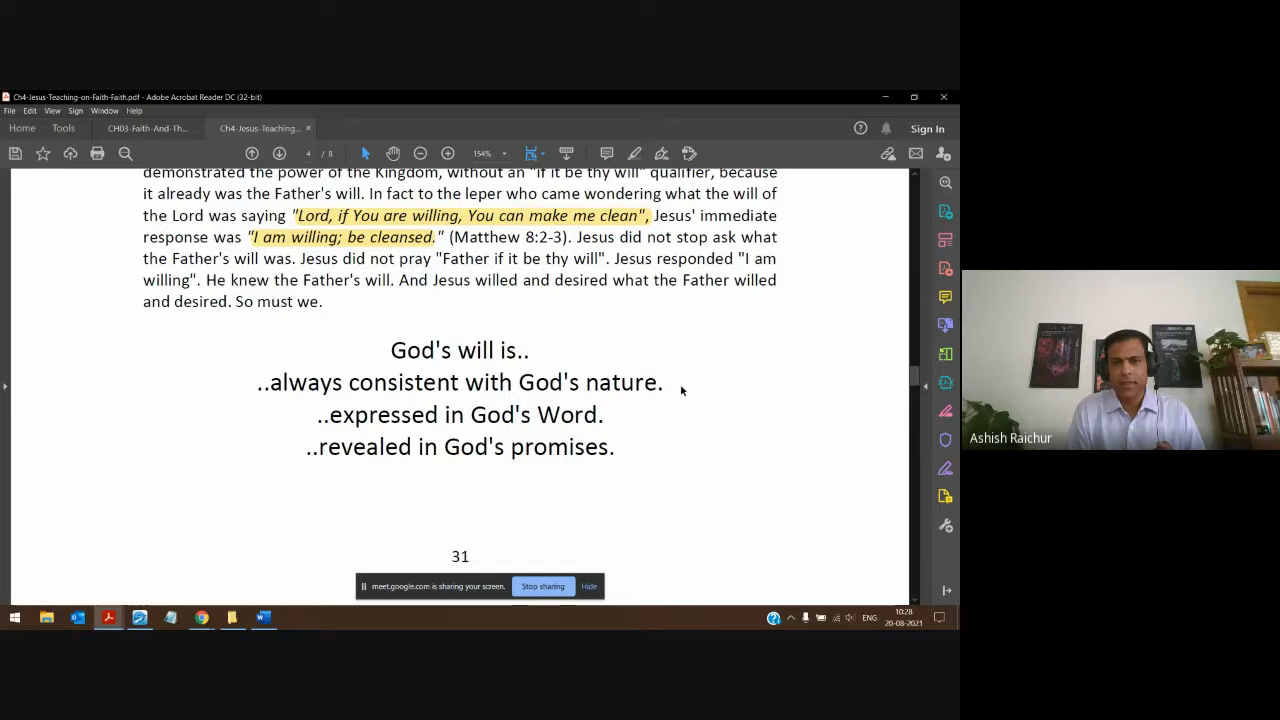 Ch4-Jesus-Teaching-on-Faith-Faith.pdf - Adobe Acrobat Reader DC (32-bit)
File Edit View Sign Window Help
Home Tools CH03-Faith-And-Th... Ch4-Jesus-Teaching... × Sign In
4 / 8 154%
demonstrated the power of the Kingdom, without an "if it be thy will" qualifier, because
it already was the Father's will. In fact to the leper who came wondering what the will of
the Lord was saying "Lord, if You are willing, You can make me clean", Jesus' immediate
response was "I am willing; be cleansed." (Matthew 8:2-3). Jesus did not stop ask what
the Father's will was. Jesus did not pray "Father if it be thy will". Jesus responded "I am
willing". He knew the Father's will. And Jesus willed and desired what the Father willed
and desired. So must we.
God's will is..
..always consistent with God's nature.
..expressed in God's Word.
..revealed in God's promises.
31
meet.google.com is sharing your screen. Stop sharing Hide
ENG 10:28
20-08-2021
Ashish Raichur